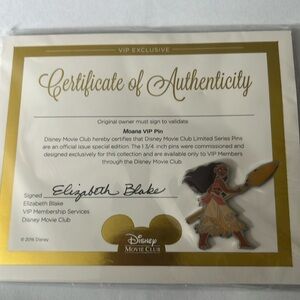 VIP EXCLUSIVE
Certificate of Authenticity
Original owner must sign to validate
Moana VIP Pin
Disney Movie Club hereby certifies that Disney Movie Club Limited Series Pins
are an official issue special edition. The 1 3/4 inch pins were commissioned and
designed exclusively for this collection and are available only to VIP Members
through the Disney Movie Club.
Signed Elizabeth Blake
Elizabeth Blake
VIP Membership Services
Disney Movie Club
© 2016 Disney
Disney
MOVIE CLUB